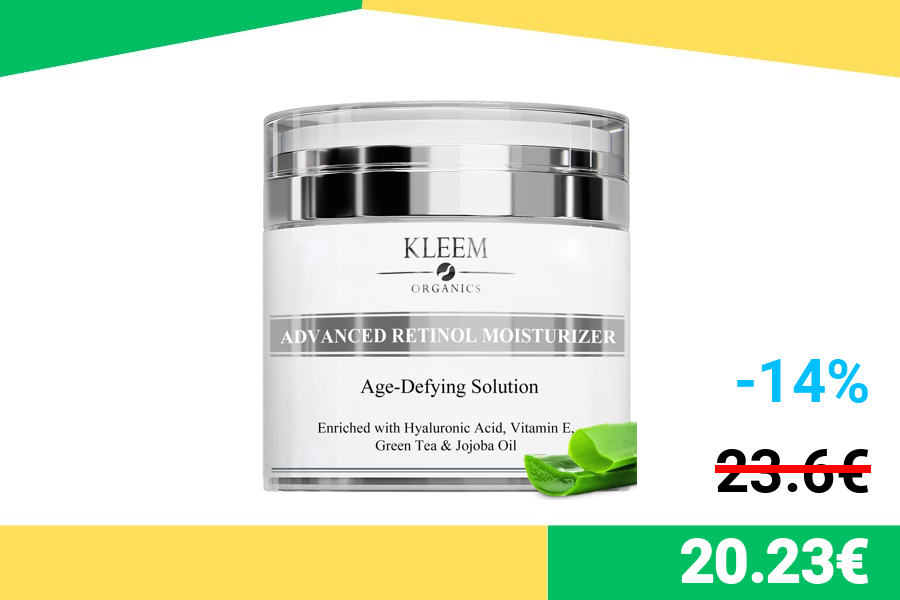 KLEEM
ORGANICS
ADVANCED RETINOL MOISTURIZER
Age-Defying Solution
Enriched with Hyaluronic Acid, Vitamin E,
Green Tea & Jojoba Oil
-14%
23.6€
20.23€